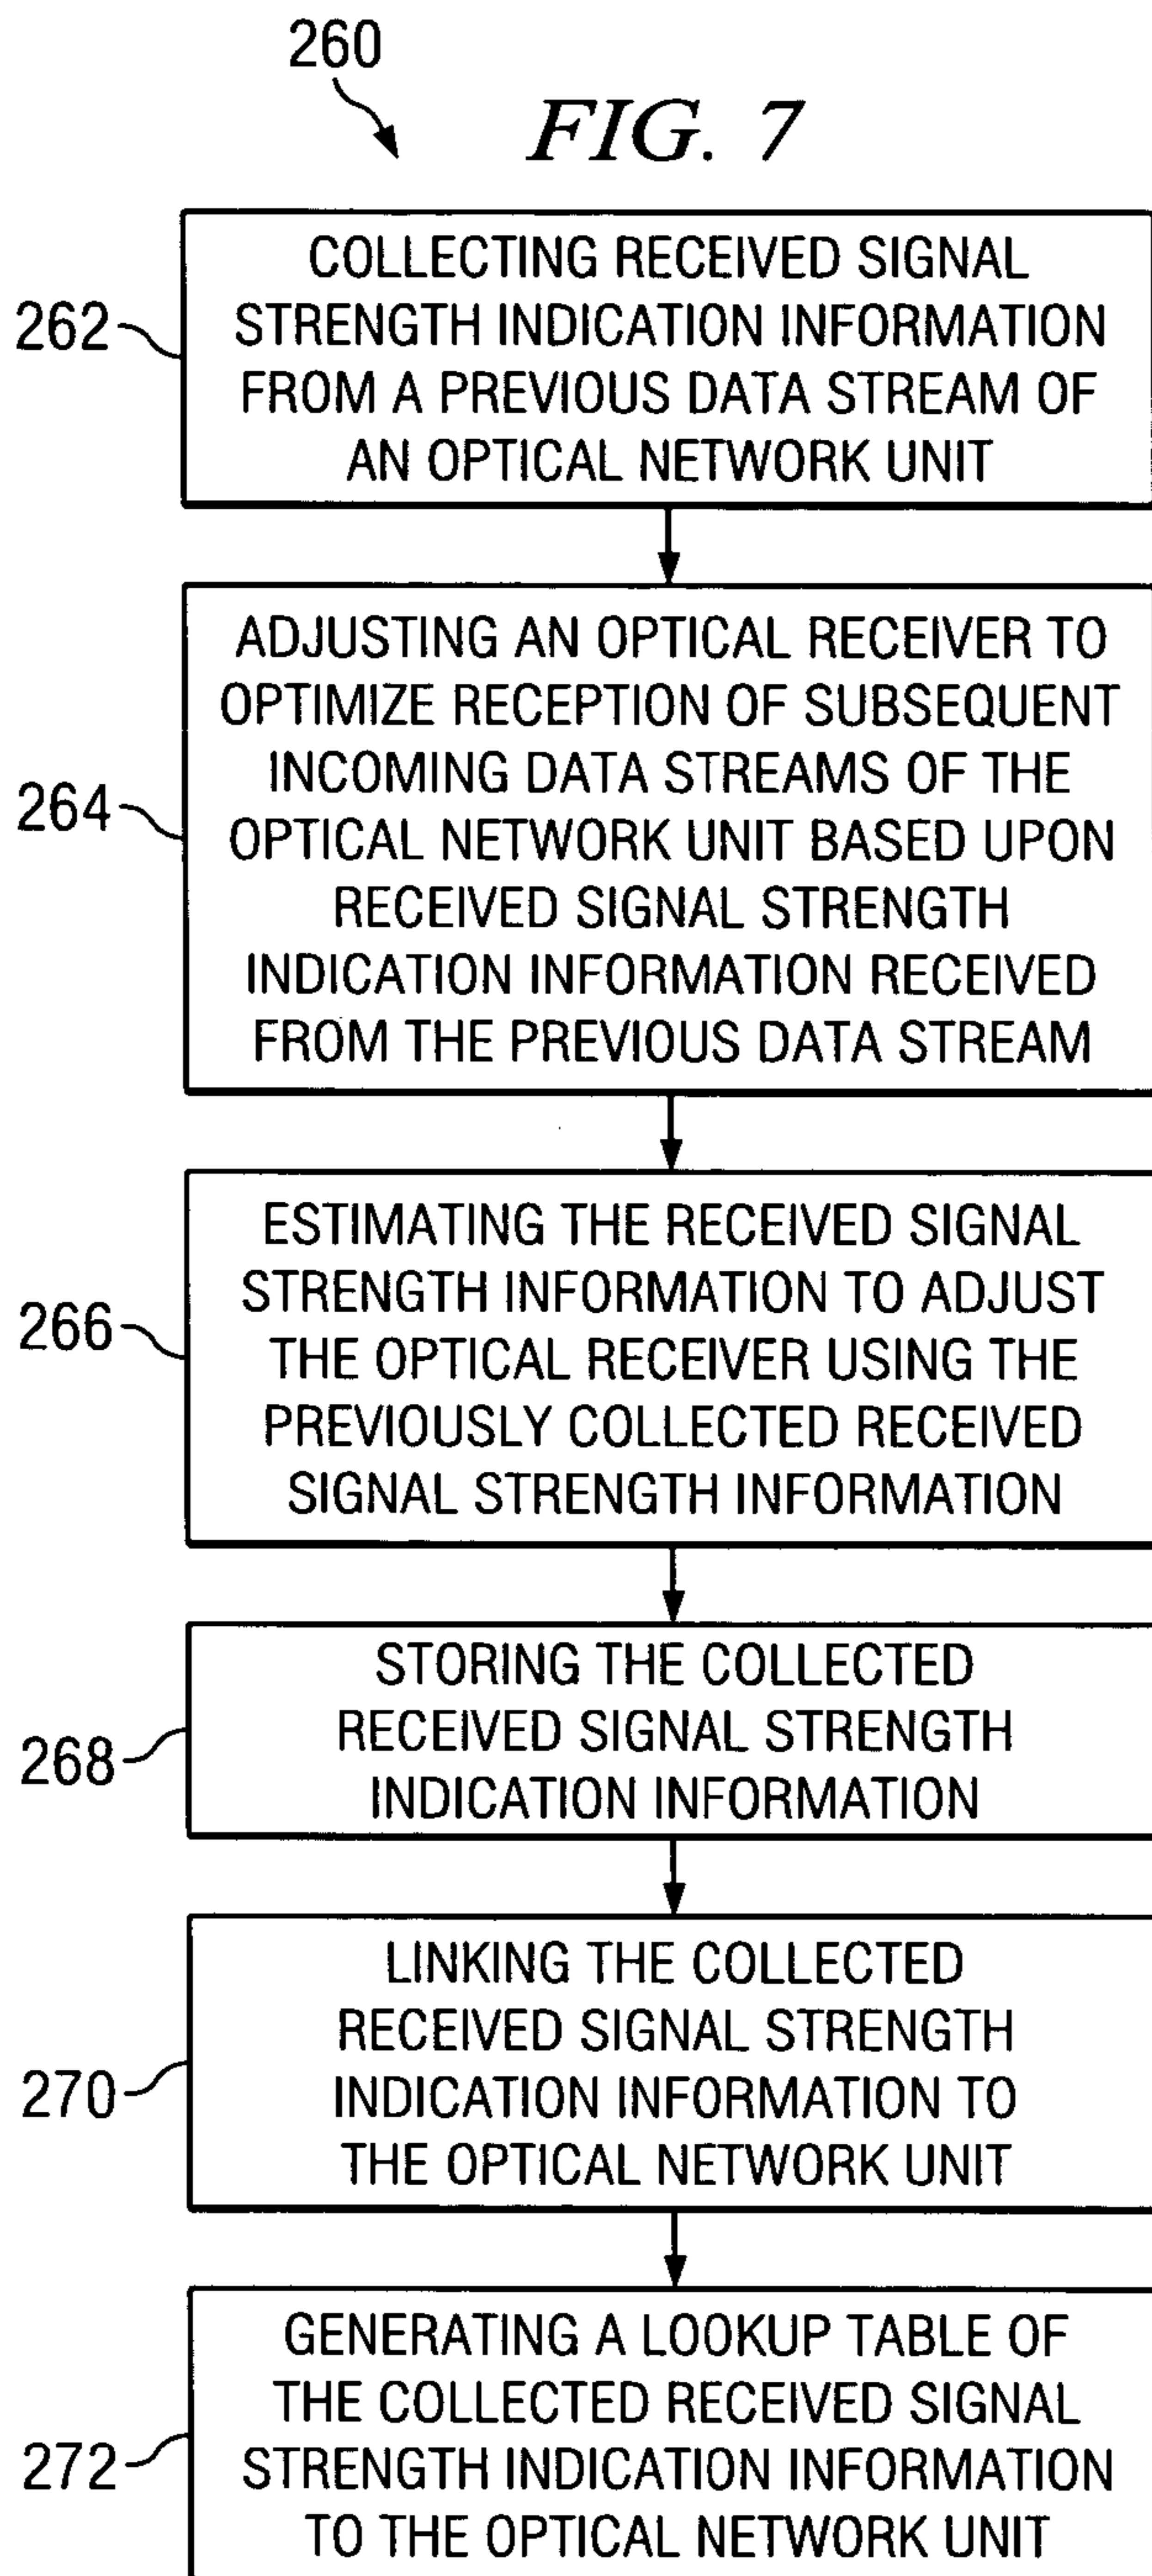 260
FIG. 7
262
COLLECTING RECEIVED SIGNAL
STRENGTH INDICATION INFORMATION
FROM A PREVIOUS DATA STREAM OF
AN OPTICAL NETWORK UNIT
264
ADJUSTING AN OPTICAL RECEIVER TO
OPTIMIZE RECEPTION OF SUBSEQUENT
INCOMING DATA STREAMS OF THE
OPTICAL NETWORK UNIT BASED UPON
RECEIVED SIGNAL STRENGTH
INDICATION INFORMATION RECEIVED
FROM THE PREVIOUS DATA STREAM
266
ESTIMATING THE RECEIVED SIGNAL
STRENGTH INFORMATION TO ADJUST
THE OPTICAL RECEIVER USING THE
PREVIOUSLY COLLECTED RECEIVED
SIGNAL STRENGTH INFORMATION
268
STORING THE COLLECTED
RECEIVED SIGNAL STRENGTH
INDICATION INFORMATION
270
LINKING THE COLLECTED
RECEIVED SIGNAL STRENGTH
INDICATION INFORMATION TO
THE OPTICAL NETWORK UNIT
272
GENERATING A LOOKUP TABLE OF
THE COLLECTED RECEIVED SIGNAL
STRENGTH INDICATION INFORMATION
TO THE OPTICAL NETWORK UNIT